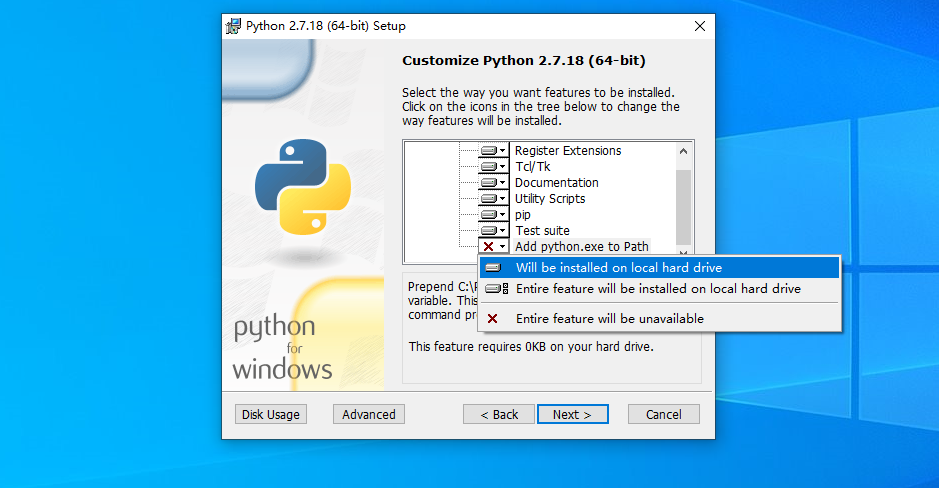 Python 2.7.18 (64-bit) Setup
Customize Python 2.7.18 (64-bit)
Select the way you want features to be installed.
Click on the icons in the tree below to change the
way features will be installed.
Register Extensions
Tcl/Tk
Documentation
Utility Scripts
pip
Test suite
Add python.exe to Path
Will be installed on local hard drive
Entire feature will be installed on local hard drive
Entire feature will be unavailable
Prepend C:\
variable. This
command
This feature requires 0KB on your hard drive.
python
for
windows
Disk Usage
Advanced
< Back
Next >
Cancel